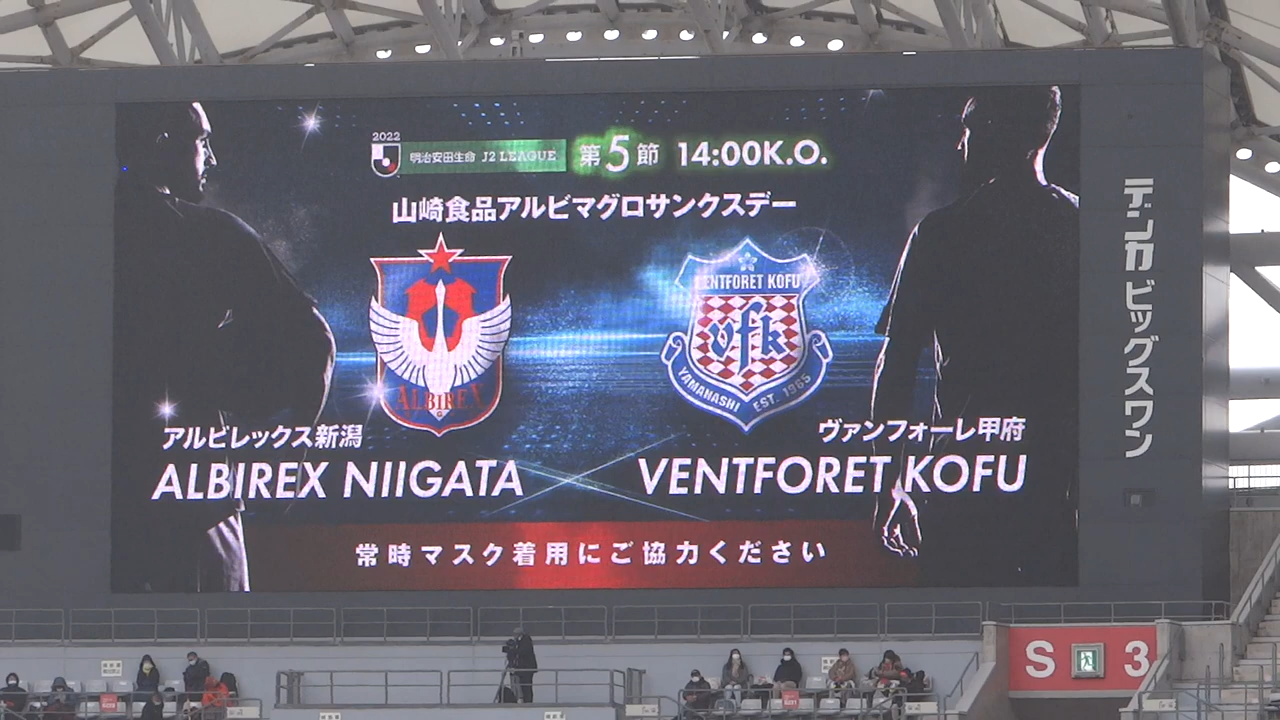 2022
明治安田生命 J2 LEAGUE 第5節 14:00K.O.
山崎食品アルビマグロサンクスデー
ALBIREX
VENTFORET KOFU
vfk
YAMANASHI EST. 1965
アルビレックス新潟
ALBIREX NIIGATA
ヴァンフォーレ甲府
VENTFORET KOFU
常時マスク着用にご協力ください
デンカビッグスワン
S 3